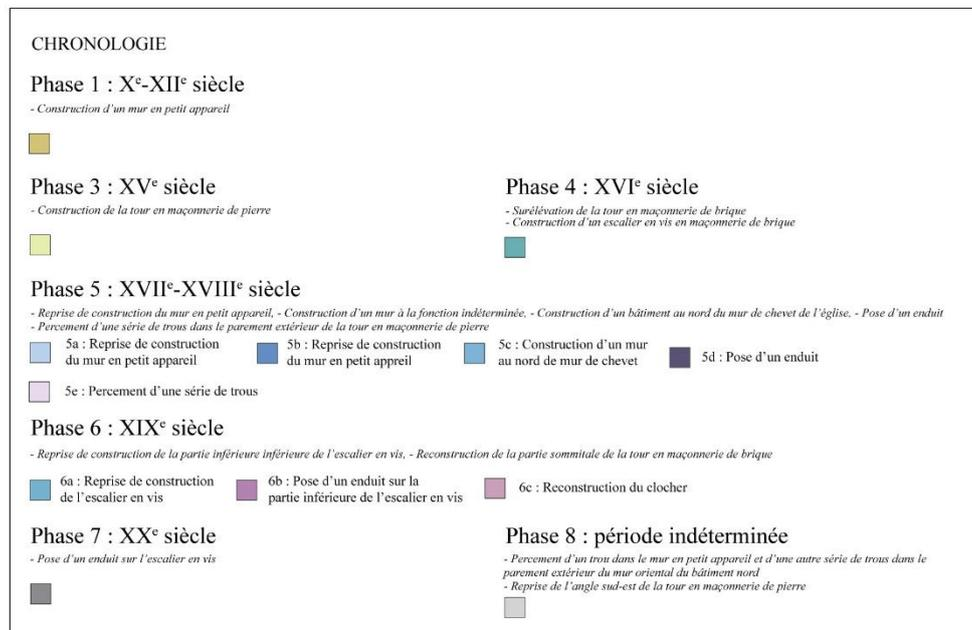 CHRONOLOGIE
Phase 1 : Xᵉ-XIIᵉ siècle
- Construction d'un mur en petit appareil
Phase 3 : XVᵉ siècle
- Construction de la tour en maçonnerie de pierre
Phase 4 : XVIᵉ siècle
- Surélévation de la tour en maçonnerie de brique
- Construction d'un escalier en vis en maçonnerie de brique
Phase 5 : XVIIᵉ-XVIIIᵉ siècle
- Reprise de construction du mur en petit appareil, - Construction d'un mur à la fonction indéterminée, - Construction d'un bâtiment au nord du mur de chevet de l'église, - Pose d'un enduit
- Percement d'une série de trous dans le parement extérieur de la tour en maçonnerie de pierre
5a : Reprise de construction
du mur en petit appareil
5b : Reprise de construction
du mur en petit appreil
5c : Construction d'un mur
au nord de mur de chevet
5d : Pose d'un enduit
5e : Percement d'une série de trous
Phase 6 : XIXᵉ siècle
- Reprise de construction de la partie inférieure inférieure de l'escalier en vis, - Reconstruction de la partie sommitale de la tour en maçonnerie de brique
6a : Reprise de construction
de l'escalier en vis
6b : Pose d'un enduit sur la
partie inférieure de l'escalier en vis
6c : Reconstruction du clocher
Phase 7 : XXᵉ siècle
- Pose d'un enduit sur l'escalier en vis
Phase 8 : période indéterminée
- Percement d'un trou dans le mur en petit appareil et d'une autre série de trous dans le
parement extérieur du mur oriental du bâtiment nord
- Reprise de l'angle sud-est de la tour en maçonnerie de pierre